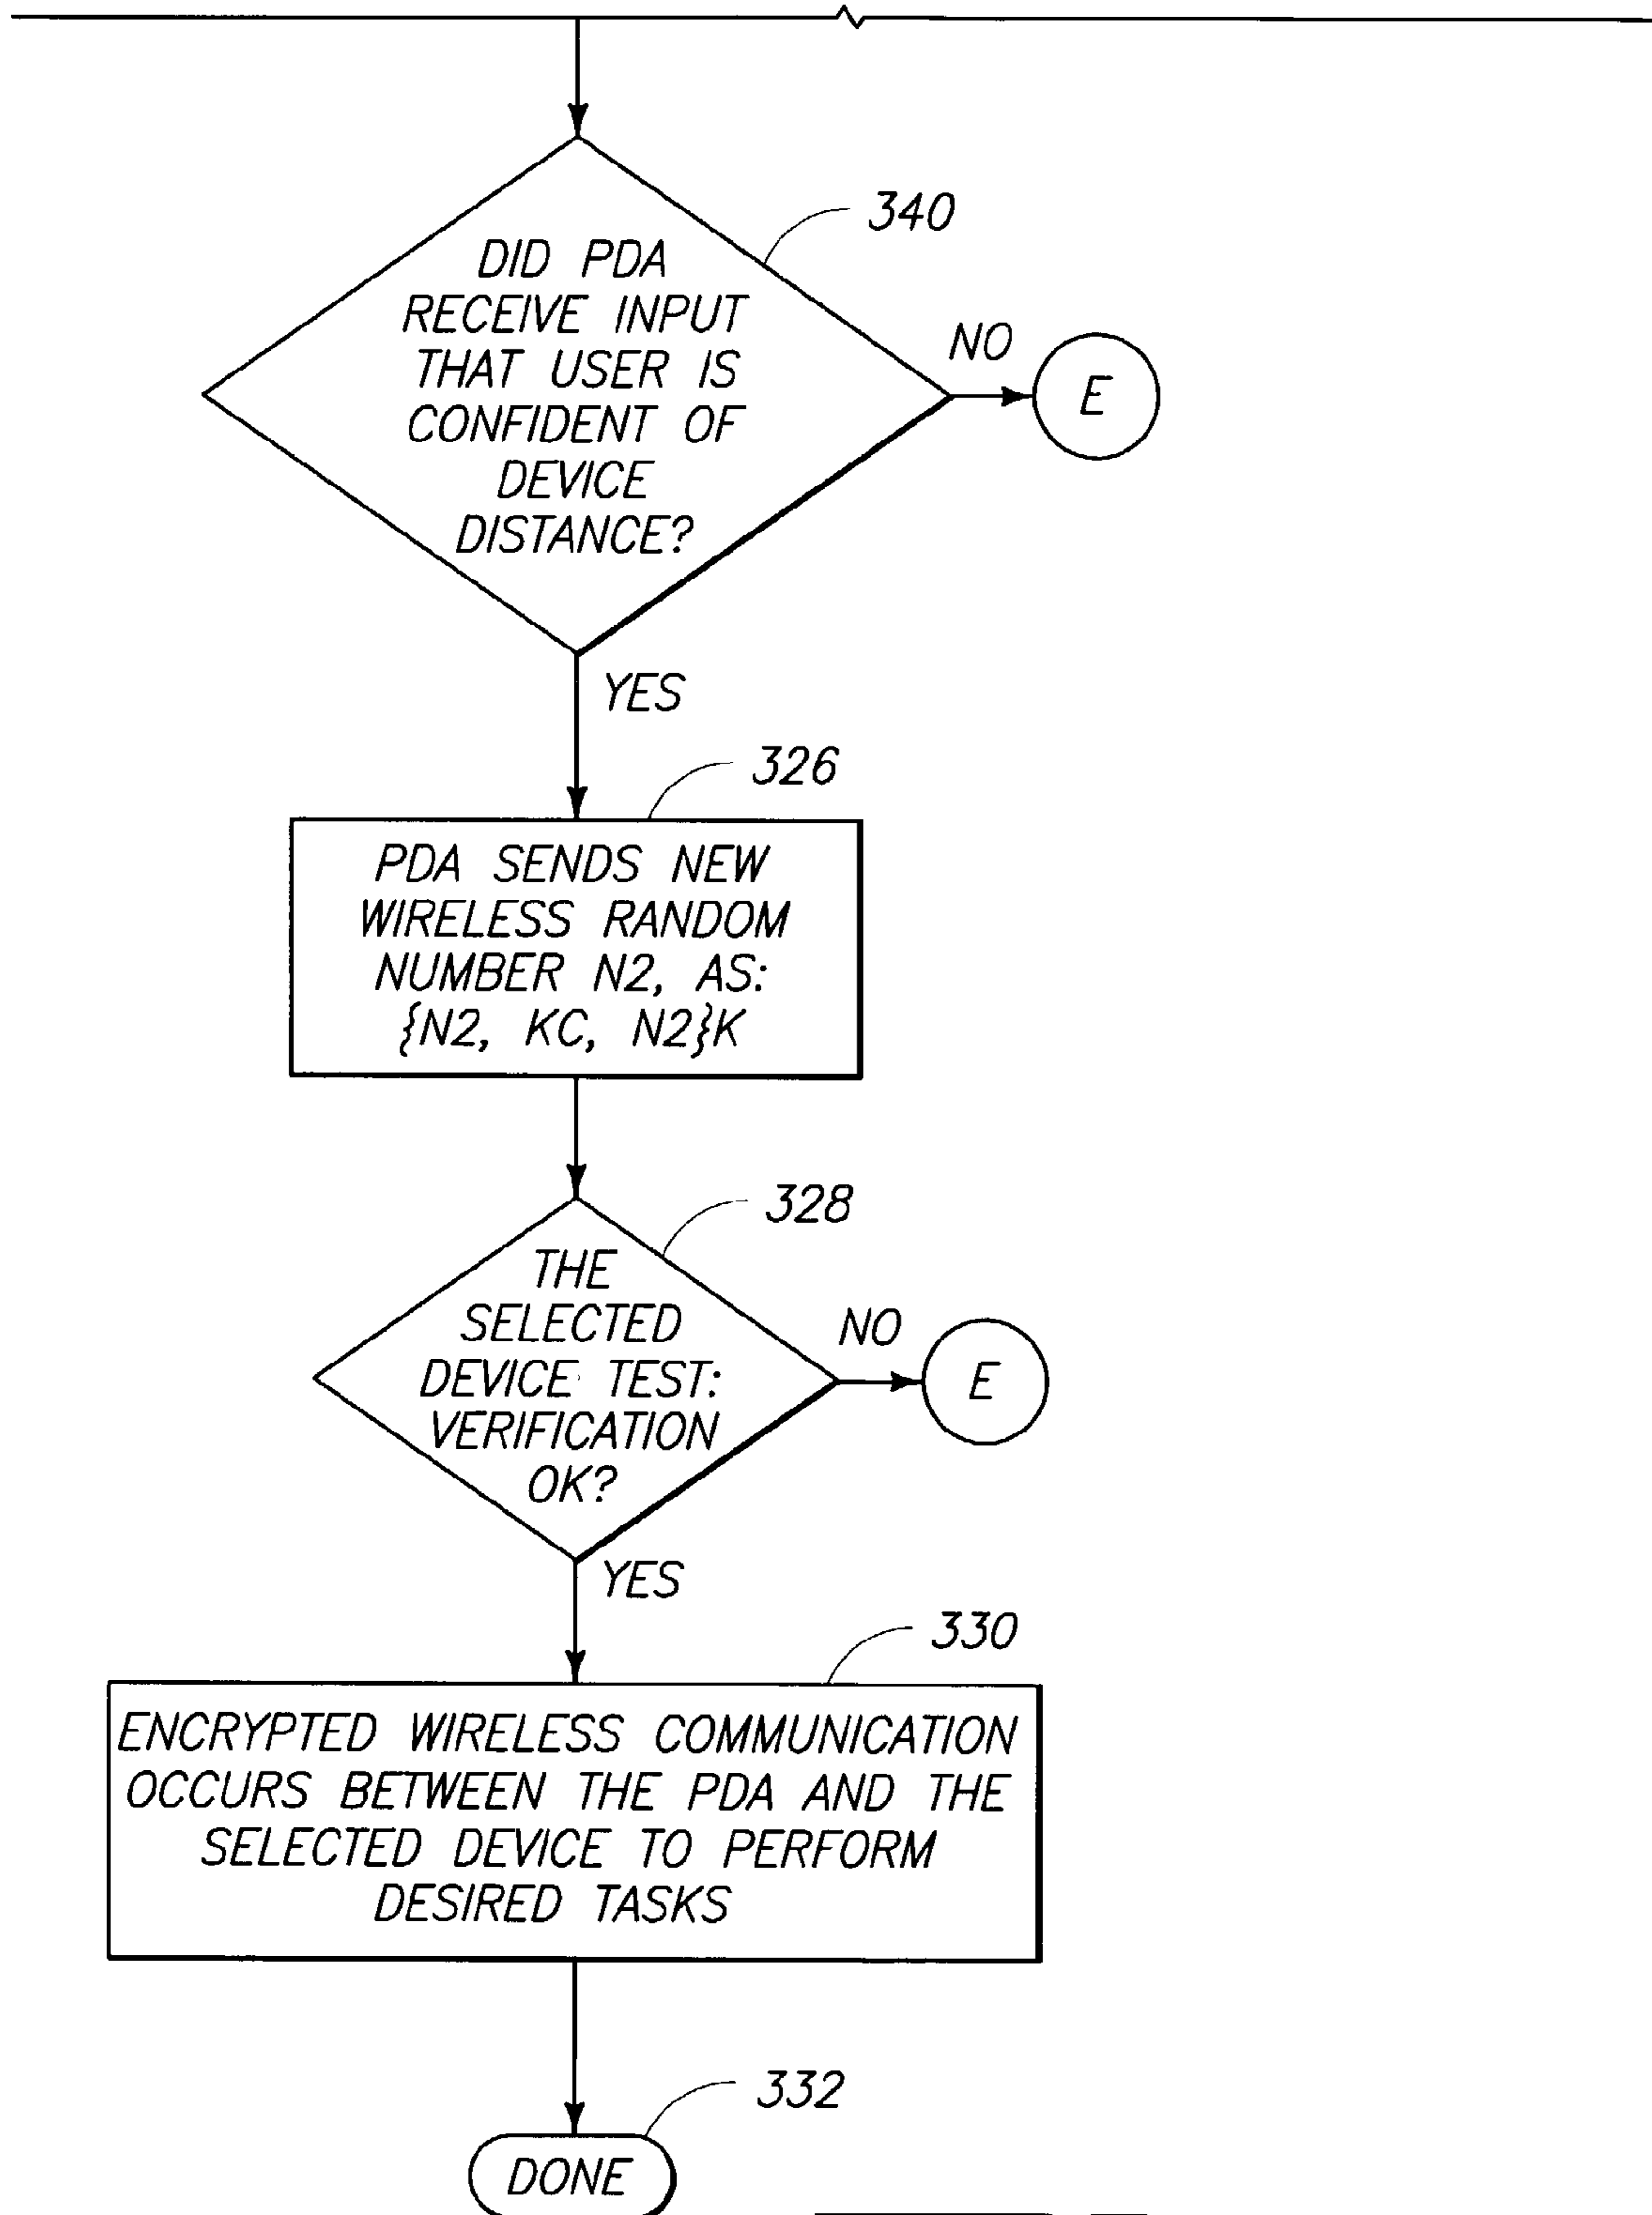 340
DID PDA
RECEIVE INPUT
THAT USER IS
CONFIDENT OF
DEVICE
DISTANCE?
NO
E
YES
326
PDA SENDS NEW
WIRELESS RANDOM
NUMBER N2, AS:
{N2, KC, N2}K
328
THE
SELECTED
DEVICE TEST:
VERIFICATION
OK?
NO
E
YES
330
ENCRYPTED WIRELESS COMMUNICATION
OCCURS BETWEEN THE PDA AND THE
SELECTED DEVICE TO PERFORM
DESIRED TASKS
332
DONE